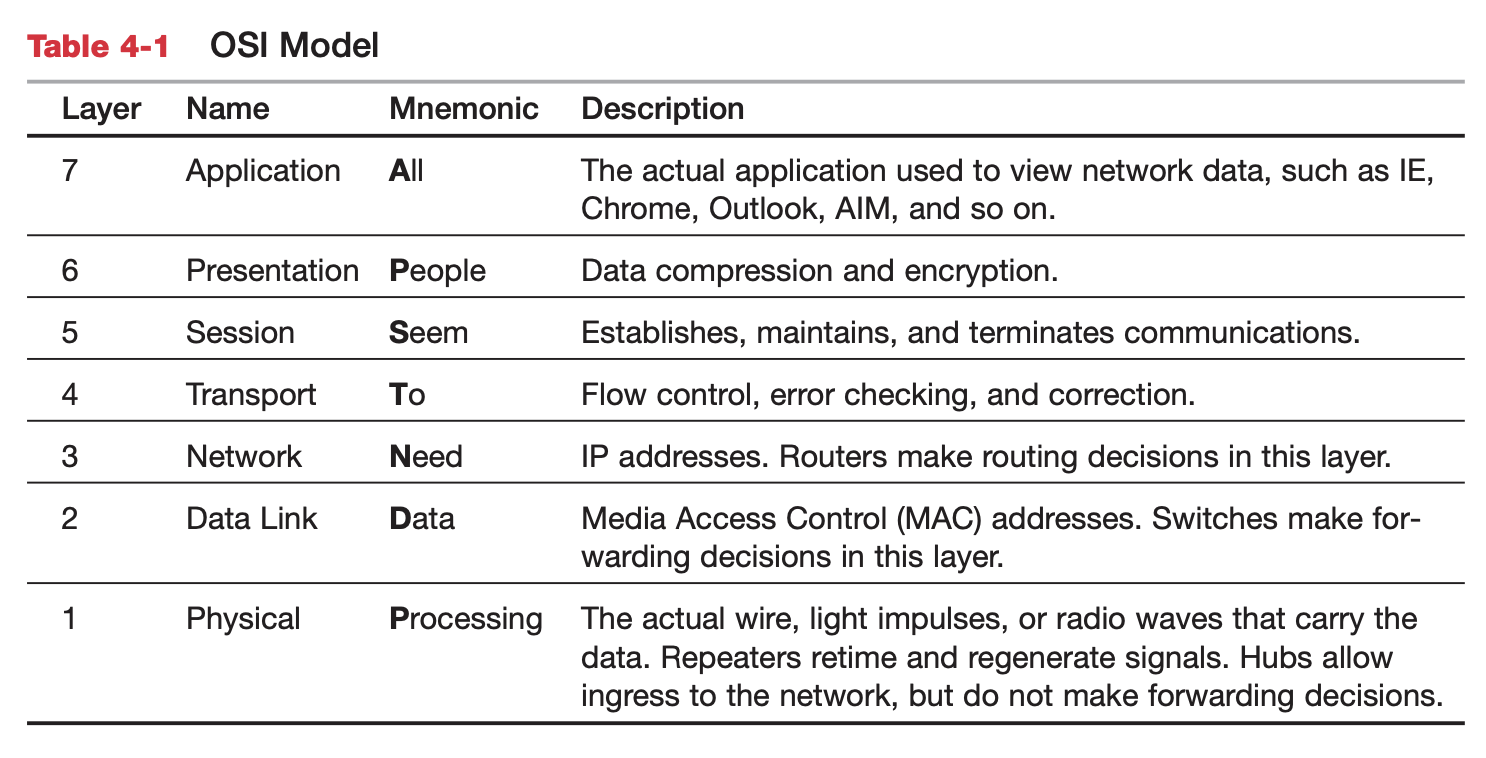 Table 4-1 OSI Model
Layer Name Mnemonic Description
7 Application All The actual application used to view network data, such as IE,
Chrome, Outlook, AIM, and so on.
6 Presentation People Data compression and encryption.
5 Session Seem Establishes, maintains, and terminates communications.
4 Transport To Flow control, error checking, and correction.
3 Network Need IP addresses. Routers make routing decisions in this layer.
2 Data Link Data Media Access Control (MAC) addresses. Switches make for-
warding decisions in this layer.
1 Physical Processing The actual wire, light impulses, or radio waves that carry the
data. Repeaters retime and regenerate signals. Hubs allow
ingress to the network, but do not make forwarding decisions.